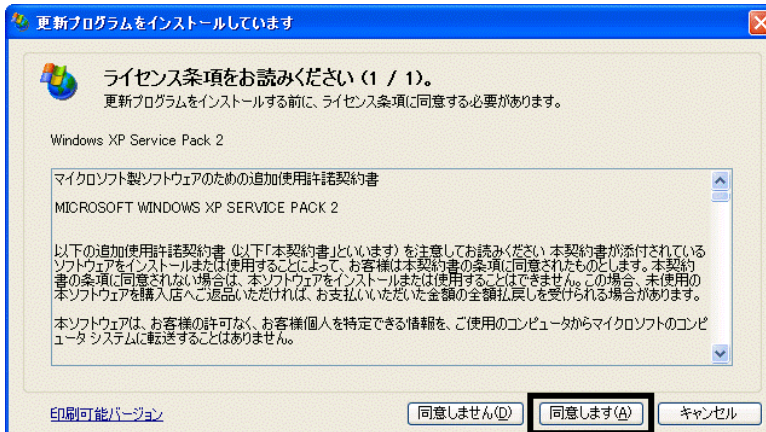 更新プログラムをインストールしています
ライセンス条項をお読みください (1 / 1)。
更新プログラムをインストールする前に、ライセンス条項に同意する必要があります。
Windows XP Service Pack 2
マイクロソフト製ソフトウェアのための追加使用許諾契約書
MICROSOFT WINDOWS XP SERVICE PACK 2
以下の追加使用許諾契約書 (以下「本契約書」といいます) を注意してお読みください 本契約書が添付されている
ソフトウェアをインストールまたは使用することによって、お客様は本契約書の条項に同意されたものとします。本契約
書の条項に同意されない場合は、本ソフトウェアをインストールまたは使用することはできません。この場合、未使用の
本ソフトウェアを購入店へご返品いただければ、お支払いいただいた金額の全額払戻しを受けられる場合があります。
本ソフトウェアは、お客様の許可なく、お客様個人を特定できる情報を、ご使用のコンピュータからマイクロソフトのコンピ
ュータ システムに転送することはありません。
印刷可能バージョン
同意しません(D)
同意します(A)
キャンセル